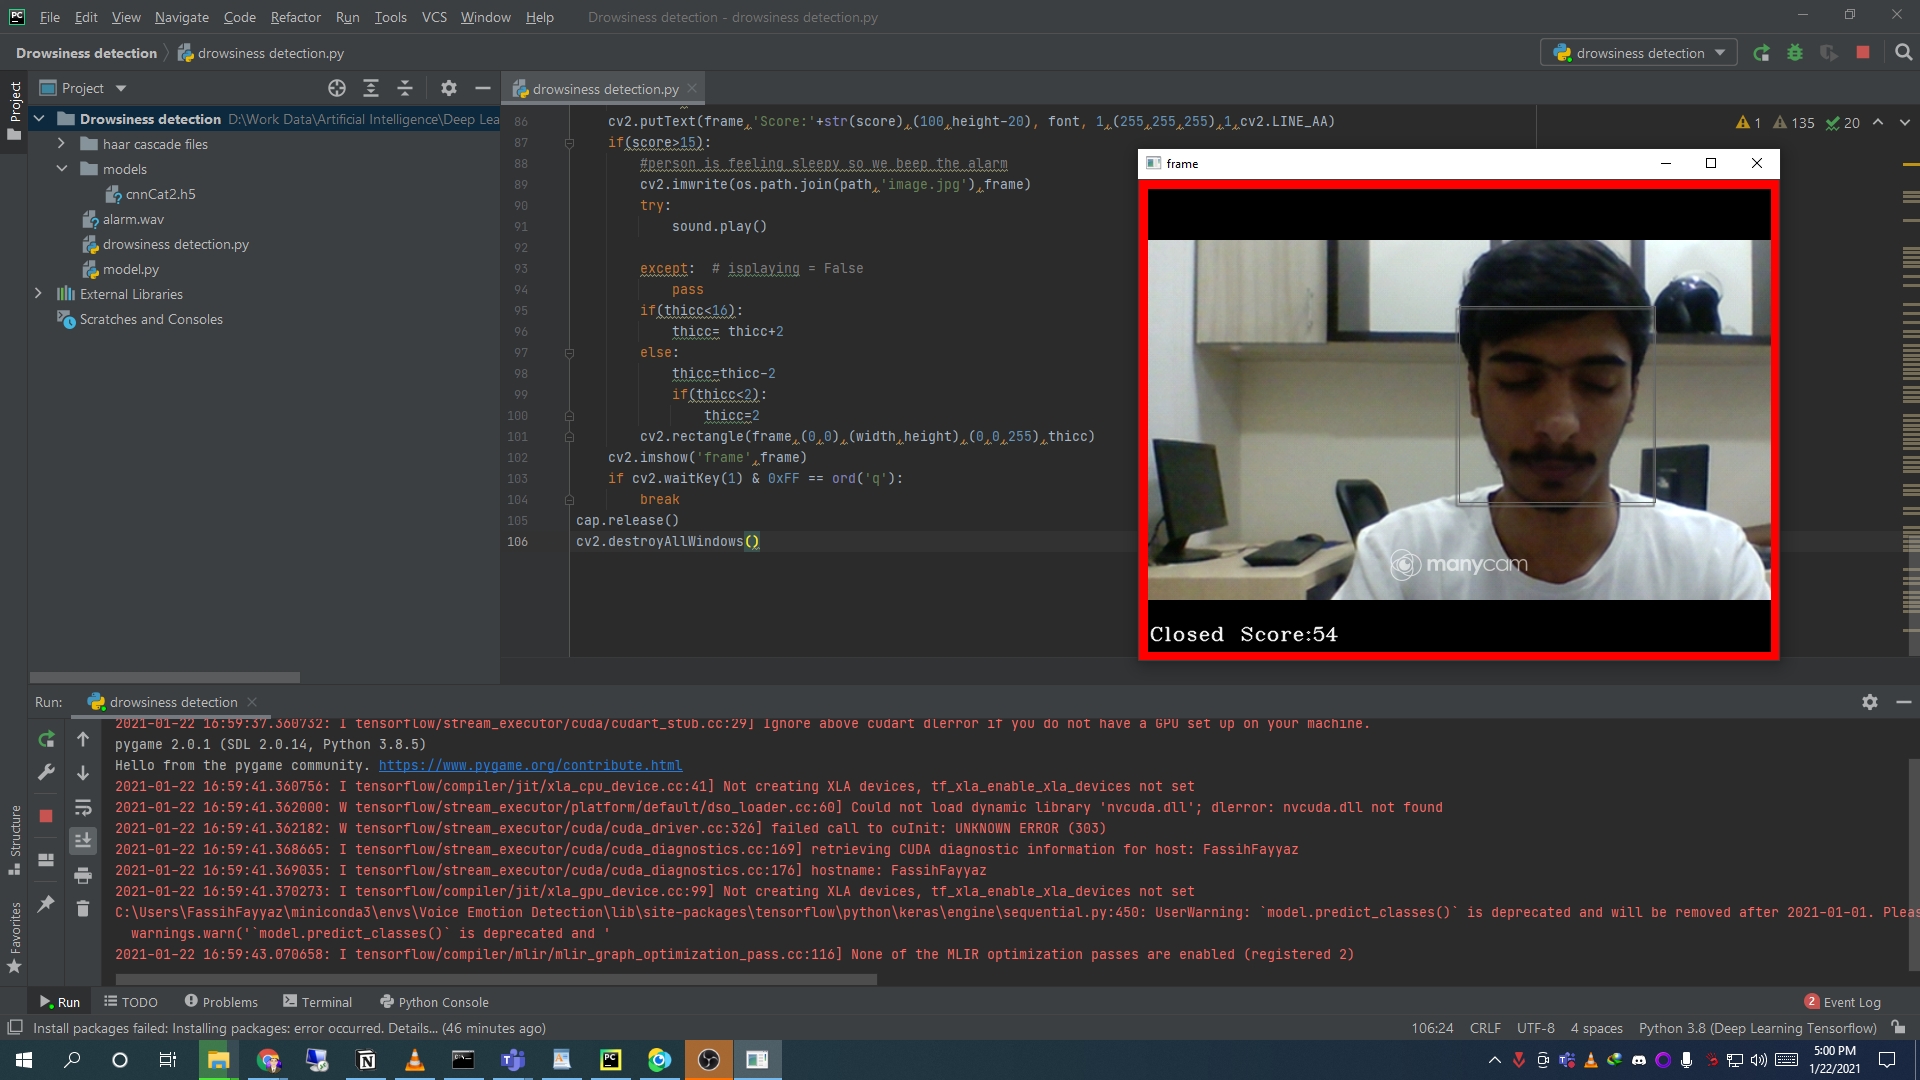 PC File Edit View Navigate Code Refactor Run Tools VCS Window Help Drowsiness detection - drowsiness detection.py
Drowsiness detection drowsiness detection.py
drowsiness detection
Project
Project
drowsiness detection.py
Drowsiness detection D:\Work Data\Artificial Intelligence\Deep Lea
haar cascade files
models
cnnCat2.h5
alarm.wav
drowsiness detection.py
model.py
External Libraries
Scratches and Consoles
1 135 20
86 cv2.putText(frame,'Score:'+str(score),(100,height-20), font, 1,(255,255,255),1,cv2.LINE_AA)
87 if(score>15):
88 #person is feeling sleepy so we beep the alarm
89 cv2.imwrite(os.path.join(path,'image.jpg'),frame)
90 try:
91 sound.play()
92
93 except: # isplaying = False
94 pass
95 if(thicc<16):
96 thicc= thicc+2
97 else:
98 thicc=thicc-2
99 if(thicc<2):
100 thicc=2
101 cv2.rectangle(frame,(0,0),(width,height),(0,0,255),thicc)
102 cv2.imshow('frame',frame)
103 if cv2.waitKey(1) & 0xFF == ord('q'):
104 break
105 cap.release()
106 cv2.destroyAllWindows()
frame
manycam
Closed Score:54
Run: drowsiness detection
2021-01-22 16:59:37.360732: I tensorflow/stream_executor/cuda/cudart_stub.cc:29] Ignore above cudart dlerror if you do not have a GPU set up on your machine.
pygame 2.0.1 (SDL 2.0.14, Python 3.8.5)
Hello from the pygame community. https://www.pygame.org/contribute.html
2021-01-22 16:59:41.360756: I tensorflow/compiler/jit/xla_cpu_device.cc:41] Not creating XLA devices, tf_xla_enable_xla_devices not set
2021-01-22 16:59:41.362000: W tensorflow/stream_executor/platform/default/dso_loader.cc:60] Could not load dynamic library 'nvcuda.dll'; dlerror: nvcuda.dll not found
2021-01-22 16:59:41.362182: W tensorflow/stream_executor/cuda/cuda_driver.cc:326] failed call to cuInit: UNKNOWN ERROR (303)
2021-01-22 16:59:41.368665: I tensorflow/stream_executor/cuda/cuda_diagnostics.cc:169] retrieving CUDA diagnostic information for host: FassihFayyaz
2021-01-22 16:59:41.369035: I tensorflow/stream_executor/cuda/cuda_diagnostics.cc:176] hostname: FassihFayyaz
2021-01-22 16:59:41.370273: I tensorflow/compiler/jit/xla_gpu_device.cc:99] Not creating XLA devices, tf_xla_enable_xla_devices not set
C:\Users\FassihFayyaz\miniconda3\envs\Voice Emotion Detection\lib\site-packages\tensorflow\python\keras\engine\sequential.py:450: UserWarning: `model.predict_classes()` is deprecated and will be removed after 2021-01-01. Pleas
warnings.warn('`model.predict_classes()` is deprecated and '
2021-01-22 16:59:43.070658: I tensorflow/compiler/mlir/mlir_graph_optimization_pass.cc:116] None of the MLIR optimization passes are enabled (registered 2)
Structure
Favorites
Run TODO Problems Terminal Python Console 2 Event Log
Install packages failed: Installing packages: error occurred. Details... (46 minutes ago) 106:24 CRLF UTF-8 4 spaces Python 3.8 (Deep Learning Tensorflow)
5:00 PM
1/22/2021